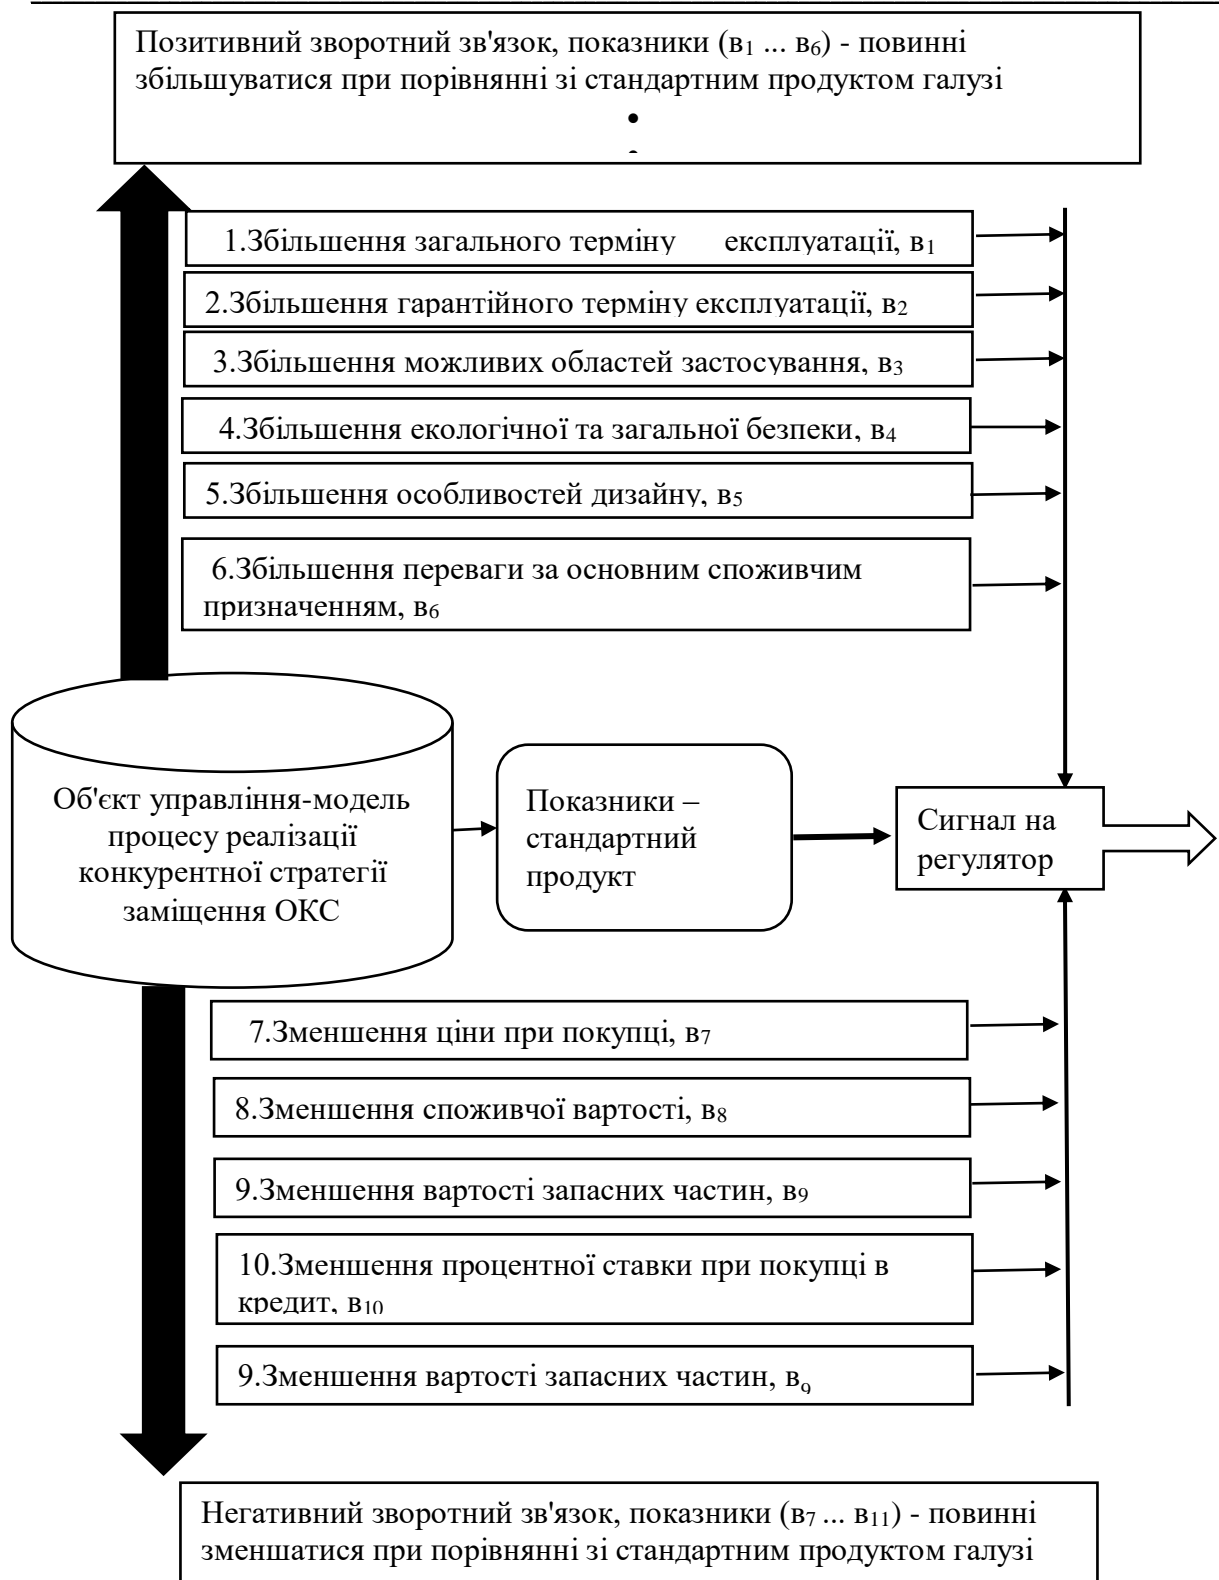 Позитивний зворотний зв'язок, показники (в₁ ... в₆) - повинні
збільшуватися при порівнянні зі стандартним продуктом галузі
•
•
1.Збільшення загального терміну експлуатації, в₁
2.Збільшення гарантійного терміну експлуатації, в₂
3.Збільшення можливих областей застосування, в₃
4.Збільшення екологічної та загальної безпеки, в₄
5.Збільшення особливостей дизайну, в₅
6.Збільшення переваги за основним споживчим
призначенням, в₆
Об'єкт управління-модель
процесу реалізації
конкурентної стратегії
заміщення ОКС
Показники –
стандартний
продукт
Сигнал на
регулятор
7.Зменшення ціни при покупці, в₇
8.Зменшення споживчої вартості, в₈
9.Зменшення вартості запасних частин, в₉
10.Зменшення процентної ставки при покупці в
кредит, в₁₀
9.Зменшення вартості запасних частин, в₉
Негативний зворотний зв'язок, показники (в₇ ... в₁₁) - повинні
зменшатися при порівнянні зі стандартним продуктом галузі